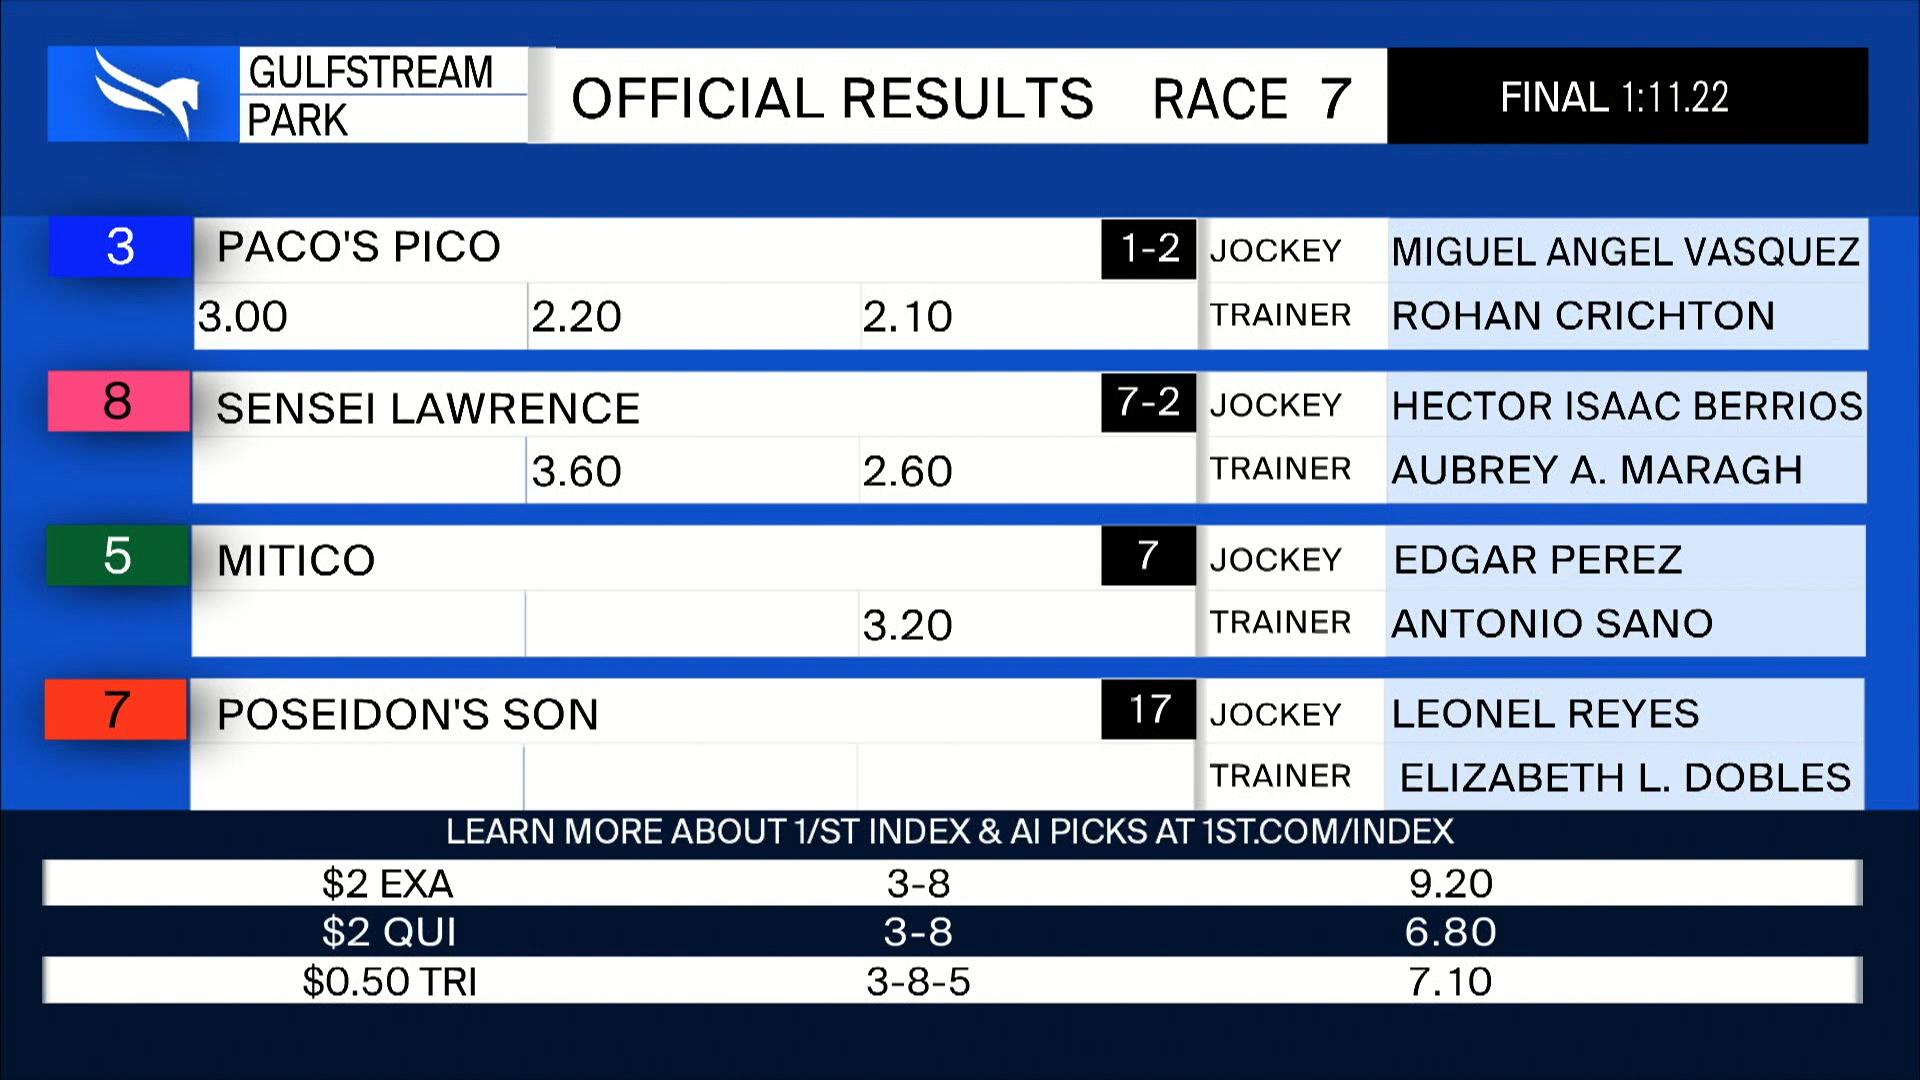 GULFSTREAM
PARK
OFFICIAL RESULTS RACE 7
FINAL 1:11.22
3 PACO'S PICO 1-2 JOCKEY MIGUEL ANGEL VASQUEZ
3.00 2.20 2.10 TRAINER ROHAN CRICHTON
8 SENSEI LAWRENCE 7-2 JOCKEY HECTOR ISAAC BERRIOS
3.60 2.60 TRAINER AUBREY A. MARAGH
5 MITICO 7 JOCKEY EDGAR PEREZ
3.20 TRAINER ANTONIO SANO
7 POSEIDON'S SON 17 JOCKEY LEONEL REYES
TRAINER ELIZABETH L. DOBLES
LEARN MORE ABOUT 1/ST INDEX & AI PICKS AT 1ST.COM/INDEX
$2 EXA 3-8 9.20
$2 QUI 3-8 6.80
$0.50 TRI 3-8-5 7.10